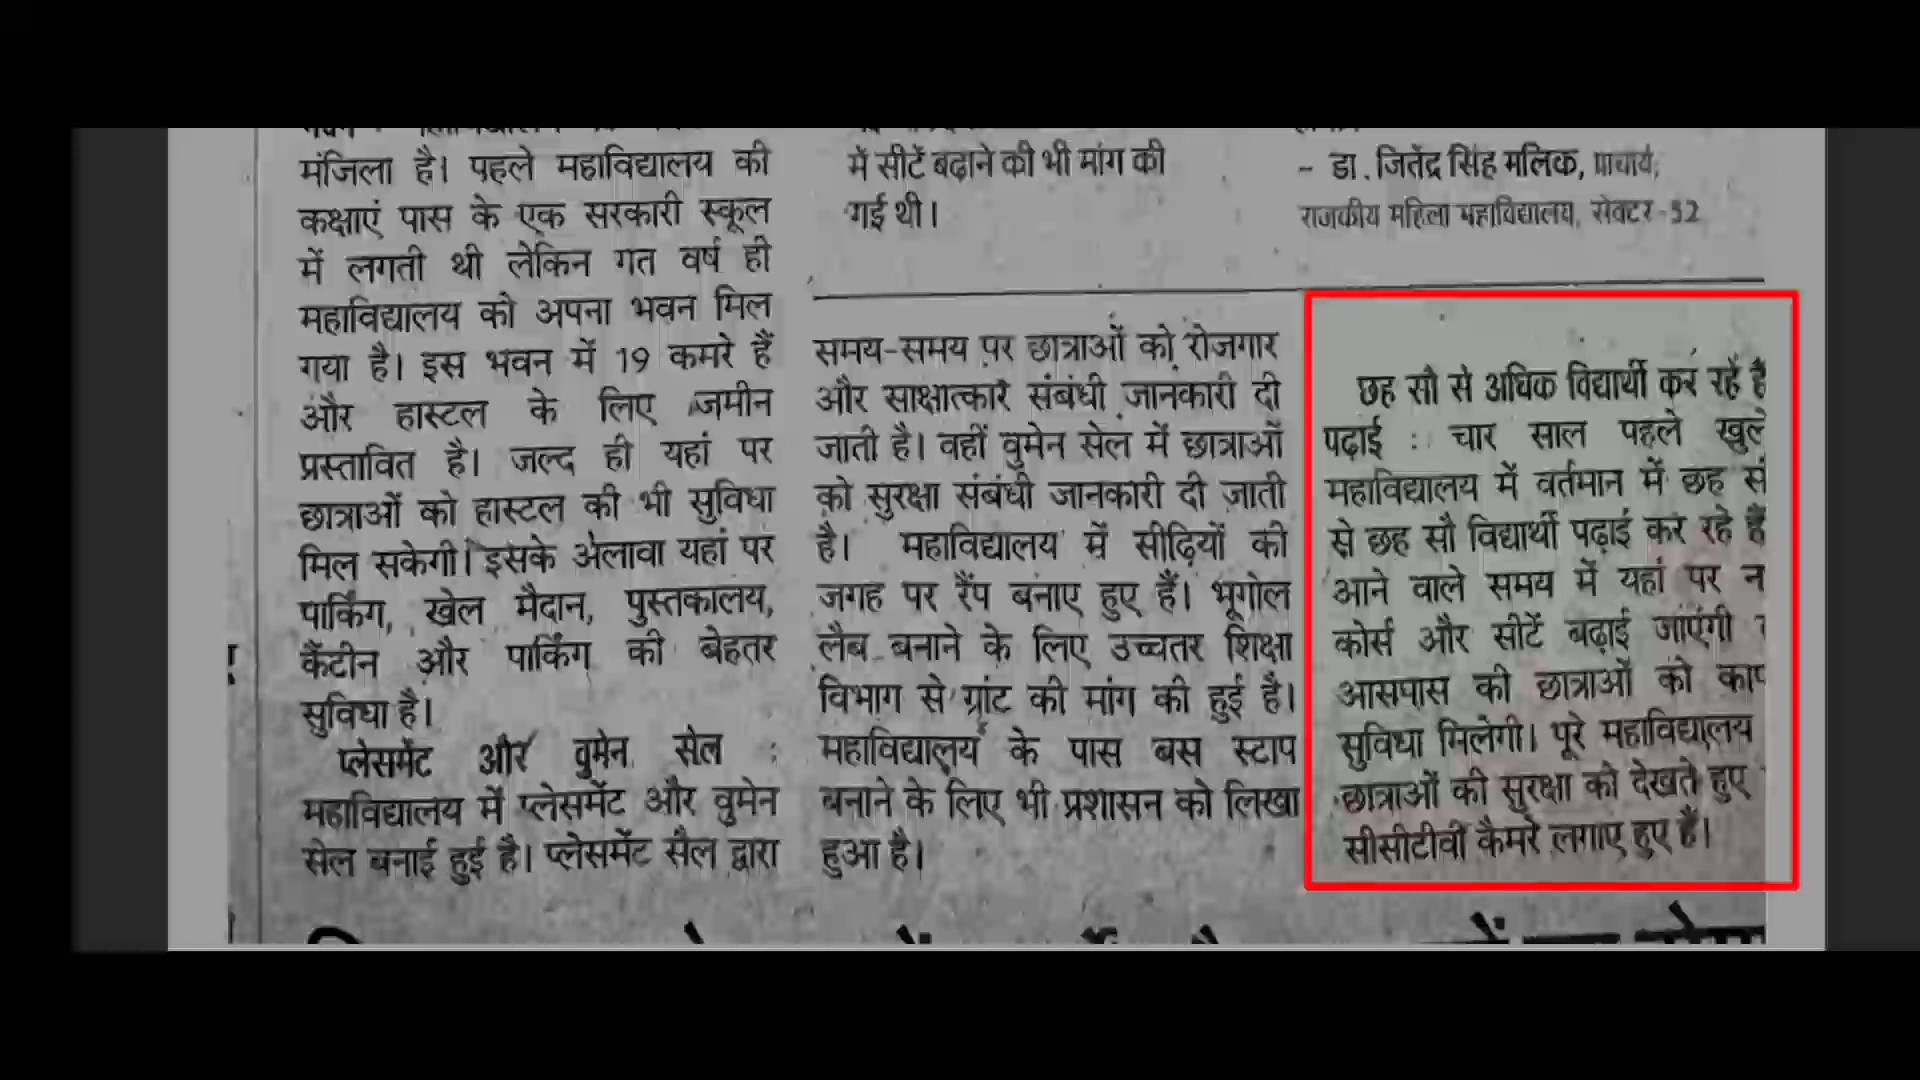 मंजिला है। पहले महाविद्यालय की
कक्षाएं पास के एक सरकारी स्कूल
में लगती थी लेकिन गत वर्ष ही
महाविद्यालय को अपना भवन मिल
गया है। इस भवन में 19 कमरे हैं
और हास्टल के लिए जमीन
प्रस्तावित है। जल्द ही यहां पर
छात्राओं को हास्टल की भी सुविधा
मिल सकेगी। इसके अलावा यहां पर
पार्किंग, खेल मैदान, पुस्तकालय,
कैंटीन और पार्किंग की बेहतर
सुविधा है।
प्लेसमेंट और वुमेन सेल :
महाविद्यालय में प्लेसमेंट और वुमेन
सेल बनाई हुई है। प्लेसमेंट सैल द्वारा
में सीटें बढ़ाने की भी मांग की
गई थी।
समय-समय पर छात्राओं को रोजगार
और साक्षात्कार संबंधी जानकारी दी
जाती है। वहीं वुमेन सेल में छात्राओं
को सुरक्षा संबंधी जानकारी दी जाती
है। महाविद्यालय में सीढ़ियों की
जगह पर रैंप बनाए हुए हैं। भूगोल
लैब बनाने के लिए उच्चतर शिक्षा
विभाग से ग्रांट की मांग की हुई है।
महाविद्यालय के पास बस स्टाप
बनाने के लिए भी प्रशासन को लिखा
हुआ है।
- डा. जितेंद्र सिंह मलिक, प्राचार्य,
राजकीय महिला महाविद्यालय, सेक्टर-52
छह सौ से अधिक विद्यार्थी कर रहे हैं
पढ़ाई : चार साल पहले खुले
महाविद्यालय में वर्तमान में छह
से छह सौ विद्यार्थी पढ़ाई कर रहे हैं
आने वाले समय में यहां पर
कोर्स और सीटें बढ़ाई जाएंगी
आसपास की छात्राओं को
सुविधा मिलेगी। पूरे महाविद्यालय
छात्राओं की सुरक्षा को देखते हुए
सीसीटीवी कैमरे लगाए हुए हैं।